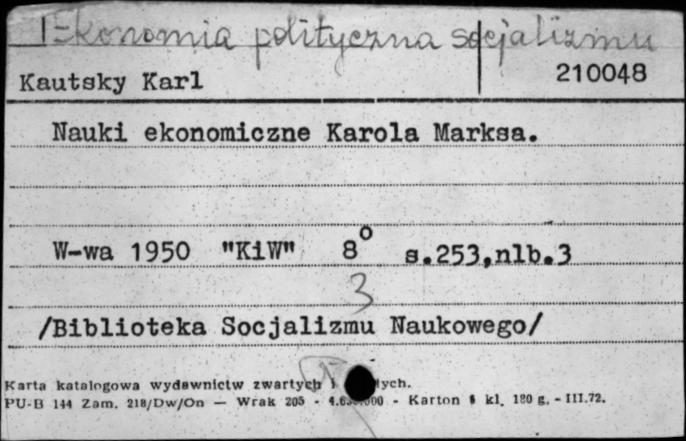 Ekonomia polityczna socjalizmu
Kautsky Karl 210048
Nauki ekonomiczne Karola Marksa.
W-wa 1950 "KiW" 8° s.253,nlb.3
3
/Biblioteka Socjalizmu Naukowego/
Karta katalogowa wydawnictw zwartych i
PU-B 144 Zam. 218/Dw/On — Wrak 205 - - Karton kl. 180 g. - III.72.